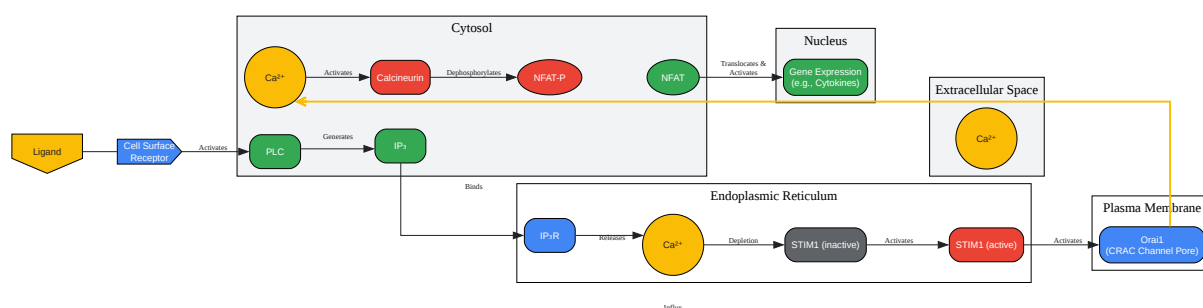 Cytosol
Nucleus
Ca²⁺
Activates
Calcineurin
Dephosphorylates
NFAT-P
NFAT
Translocates &
Activates
Gene Expression
(e.g., Cytokines)
Extracellular Space
Ca²⁺
Ligand
Cell Surface
Receptor
Activates
PLC
Generates
IP₃
Binds
Endoplasmic Reticulum
IP₃R
Releases
Ca²⁺
Depletion
STIM1 (inactive)
Activates
STIM1 (active)
Activates
Plasma Membrane
Orai1
(CRAC Channel Pore)
Influx